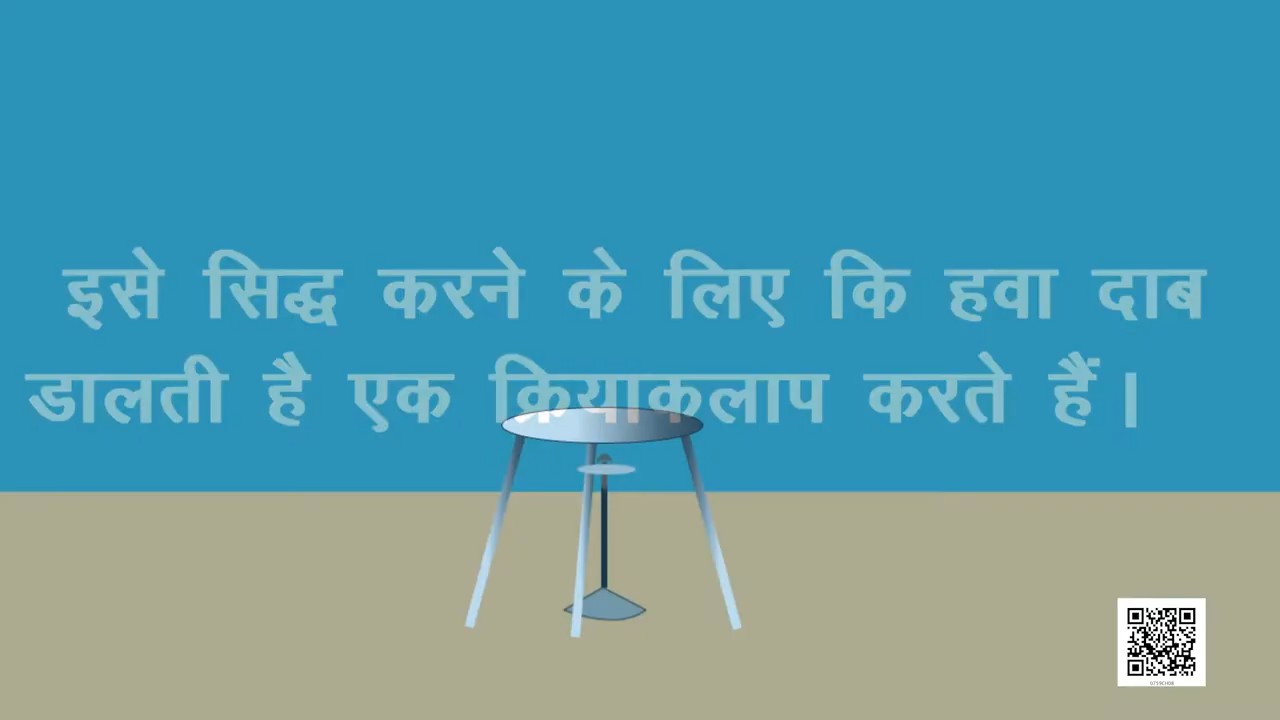 इसे सिद्ध करने के लिए कि हवा दाब
डालती है एक क्रियाकलाप करते हैं।